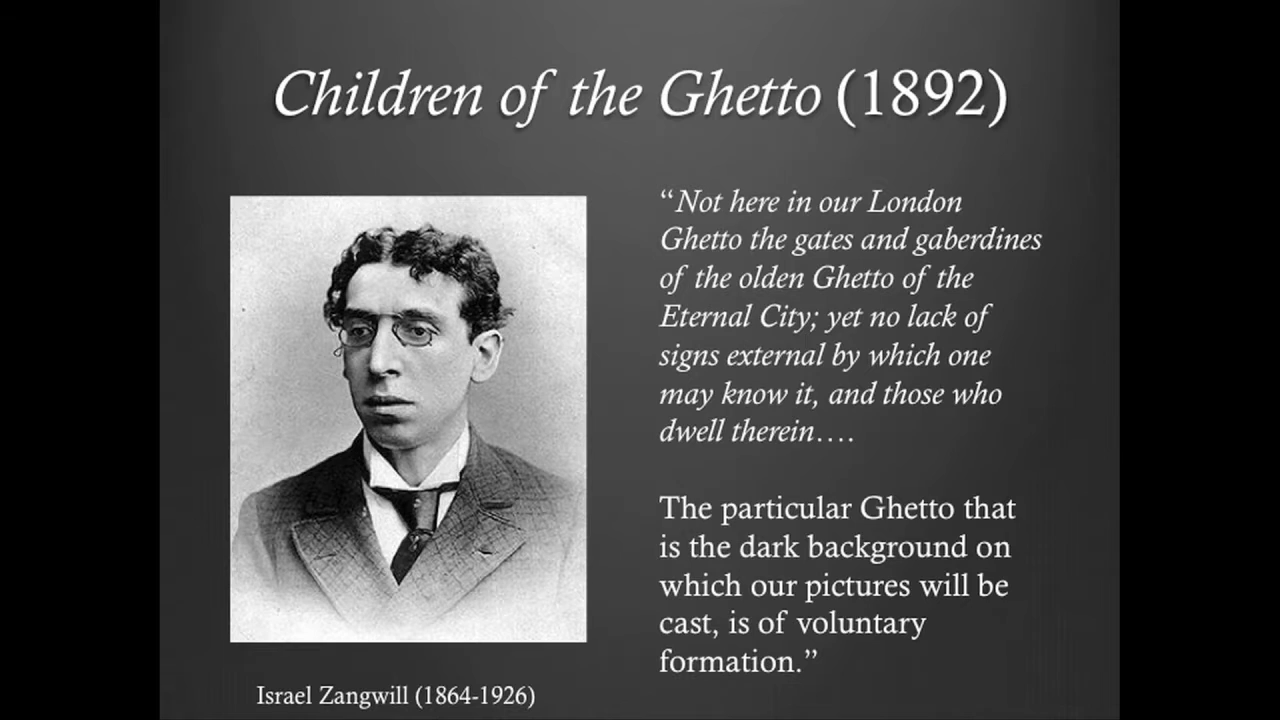 Children of the Ghetto (1892)
“Not here in our London
Ghetto the gates and gaberdines
of the olden Ghetto of the
Eternal City; yet no lack of
signs external by which one
may know it, and those who
dwell therein….
The particular Ghetto that
is the dark background on
which our pictures will be
cast, is of voluntary
formation.”
Israel Zangwill (1864-1926)